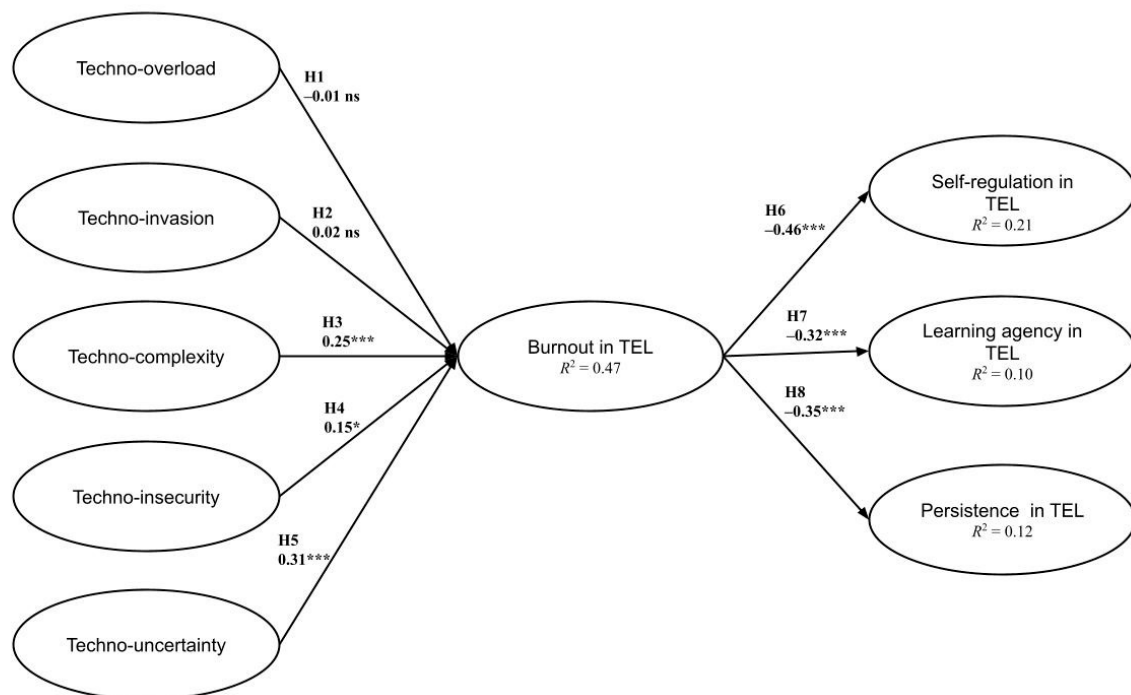 Techno-overload
H1
–0.01 ns
Techno-invasion
H2
0.02 ns
Techno-complexity
H3
0.25***
Techno-insecurity
H4
0.15*
Techno-uncertainty
H5
0.31***
Burnout in TEL
R² = 0.47
H6
–0.46***
Self-regulation in
TEL
R² = 0.21
H7
–0.32***
Learning agency in
TEL
R² = 0.10
H8
–0.35***
Persistence in TEL
R² = 0.12